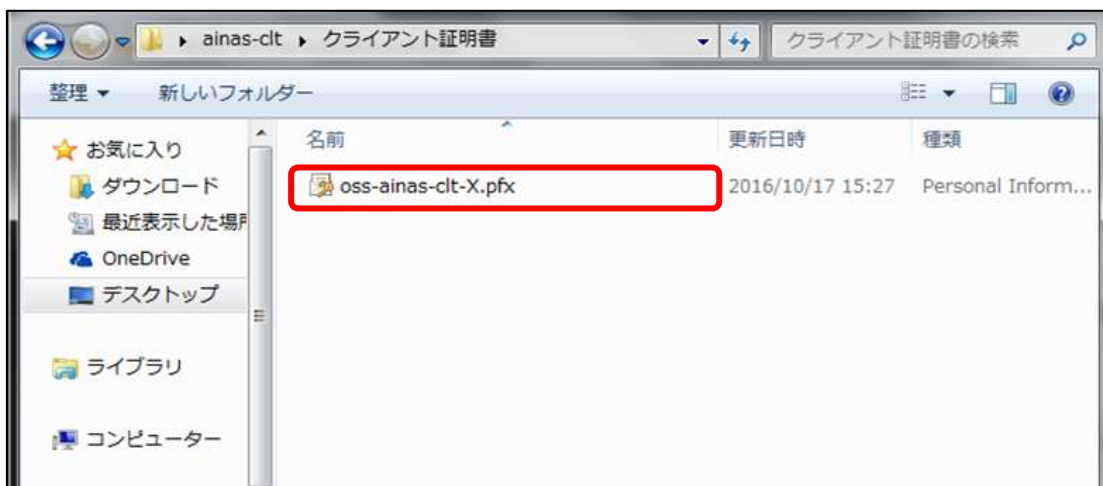 ainas-clt ▸ クライアント証明書
クライアント証明書の検索
整理 ▼ 新しいフォルダー
お気に入り
ダウンロード
最近表示した場所
OneDrive
デスクトップ
ライブラリ
コンピューター
名前 更新日時 種類
oss-ainas-clt-X.pfx 2016/10/17 15:27 Personal Inform...